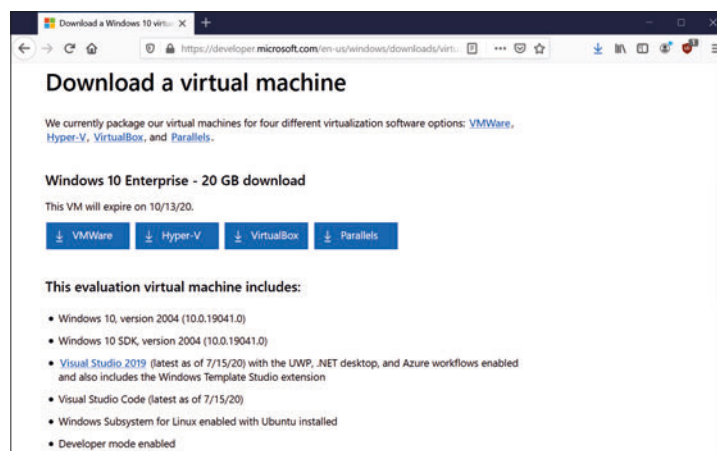 Download a Windows 10 virtu
https://developer.microsoft.com/en-us/windows/downloads/virt
Download a virtual machine
We currently package our virtual machines for four different virtualization software options: VMWare,
Hyper-V, VirtualBox, and Parallels.
Windows 10 Enterprise - 20 GB download
This VM will expire on 10/13/20.
VMWare Hyper-V VirtualBox Parallels
This evaluation virtual machine includes:
• Windows 10, version 2004 (10.0.19041.0)
• Windows 10 SDK, version 2004 (10.0.19041.0)
• Visual Studio 2019 (latest as of 7/15/20) with the UWP, .NET desktop, and Azure workflows enabled
and also includes the Windows Template Studio extension
• Visual Studio Code (latest as of 7/15/20)
• Windows Subsystem for Linux enabled with Ubuntu installed
• Developer mode enabled